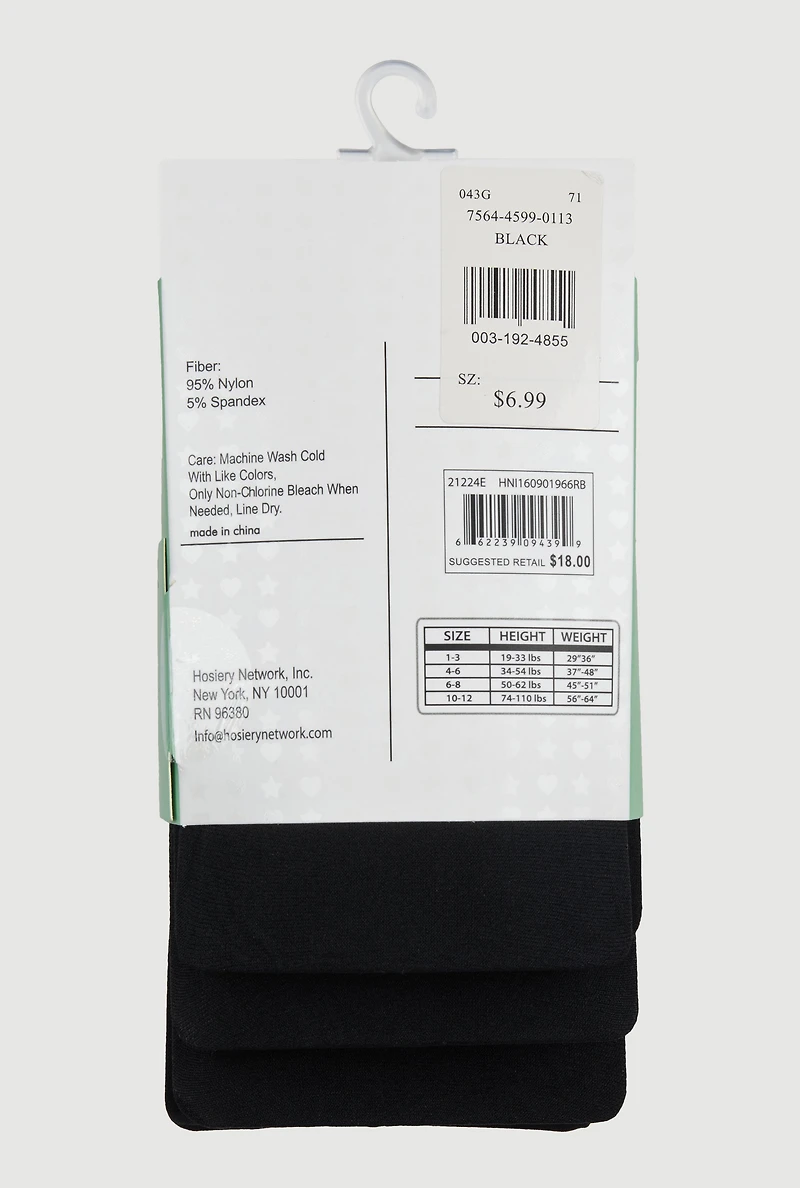 043G 71
7564-4599-0113
BLACK
003-192-4855
SZ:
$6.99
Fiber:
95% Nylon
5% Spandex
Care: Machine Wash Cold
With Like Colors,
Only Non-Chlorine Bleach When
Needed, Line Dry.
made in china
Hosiery Network, Inc.
New York, NY 10001
RN 96380
Info@hosierynetwork.com
21224E HNI160901966RB
6 62239 09439 9
SUGGESTED RETAIL $18.00
SIZE HEIGHT WEIGHT
1-3 19-33 lbs 29"36"
4-6 34-54 lbs 37"-48"
6-8 50-62 lbs 45"-51"
10-12 74-110 lbs 56"-64"